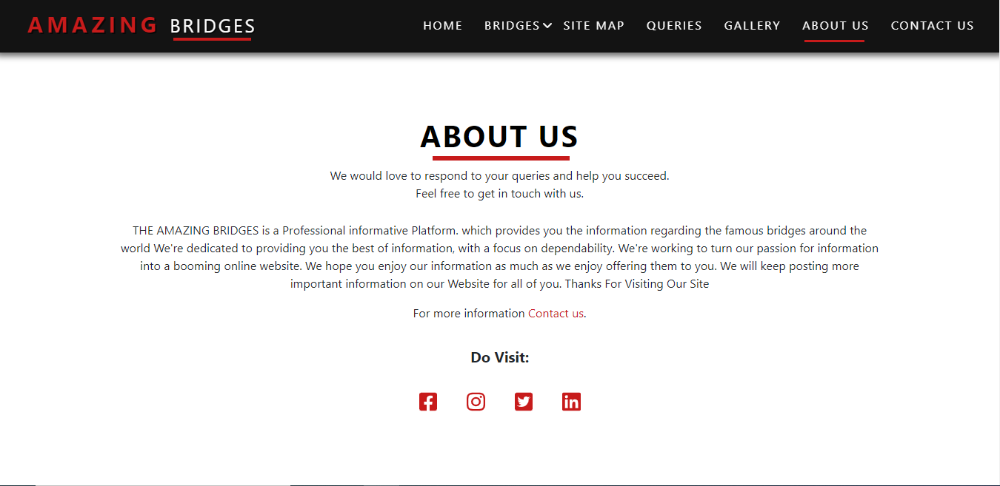 AMAZING BRIDGES HOME BRIDGES SITE MAP QUERIES GALLERY ABOUT US CONTACT US
ABOUT US
We would love to respond to your queries and help you succeed.
Feel free to get in touch with us.
THE AMAZING BRIDGES is a Professional informative Platform. which provides you the information regarding the famous bridges around the
world We're dedicated to providing you the best of information, with a focus on dependability. We're working to turn our passion for information
into a booming online website. We hope you enjoy our information as much as we enjoy offering them to you. We will keep posting more
important information on our Website for all of you. Thanks For Visiting Our Site
For more information Contact us.
Do Visit: